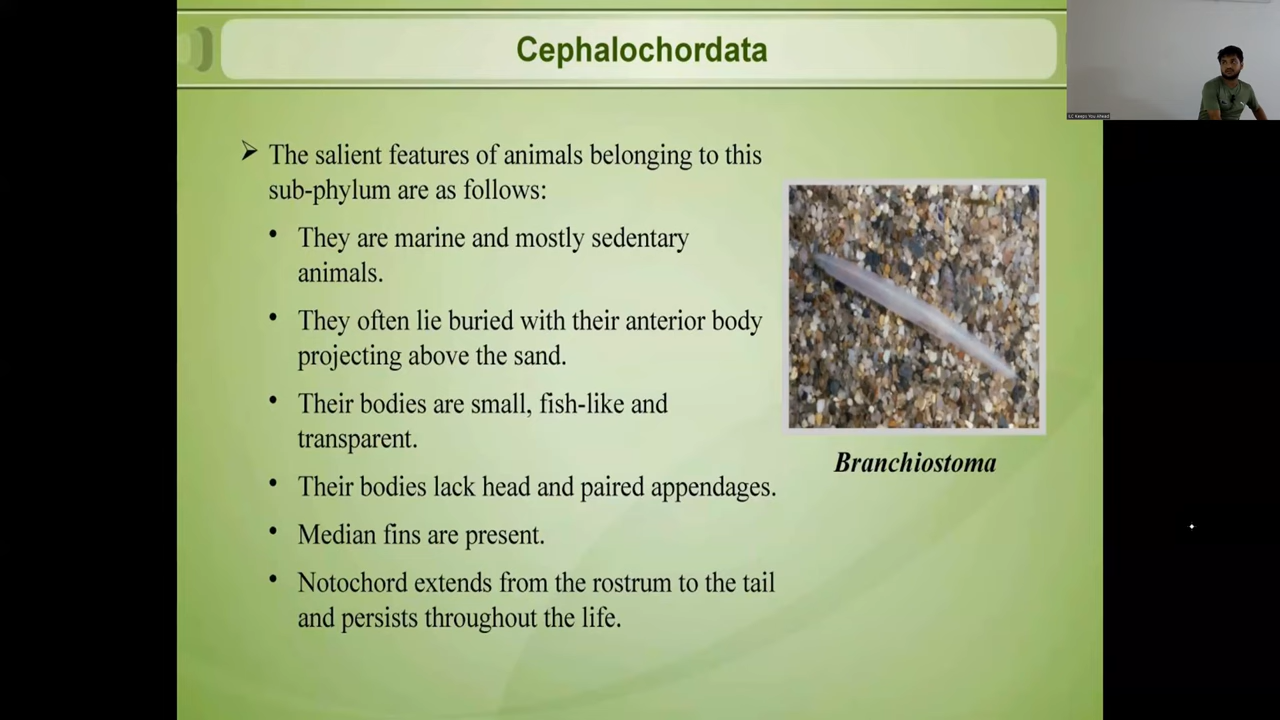 Cephalochordata
➢ The salient features of animals belonging to this
sub-phylum are as follows:
• They are marine and mostly sedentary
animals.
• They often lie buried with their anterior body
projecting above the sand.
• Their bodies are small, fish-like and
transparent.
• Their bodies lack head and paired appendages.
• Median fins are present.
• Notochord extends from the rostrum to the tail
and persists throughout the life.
Branchiostoma